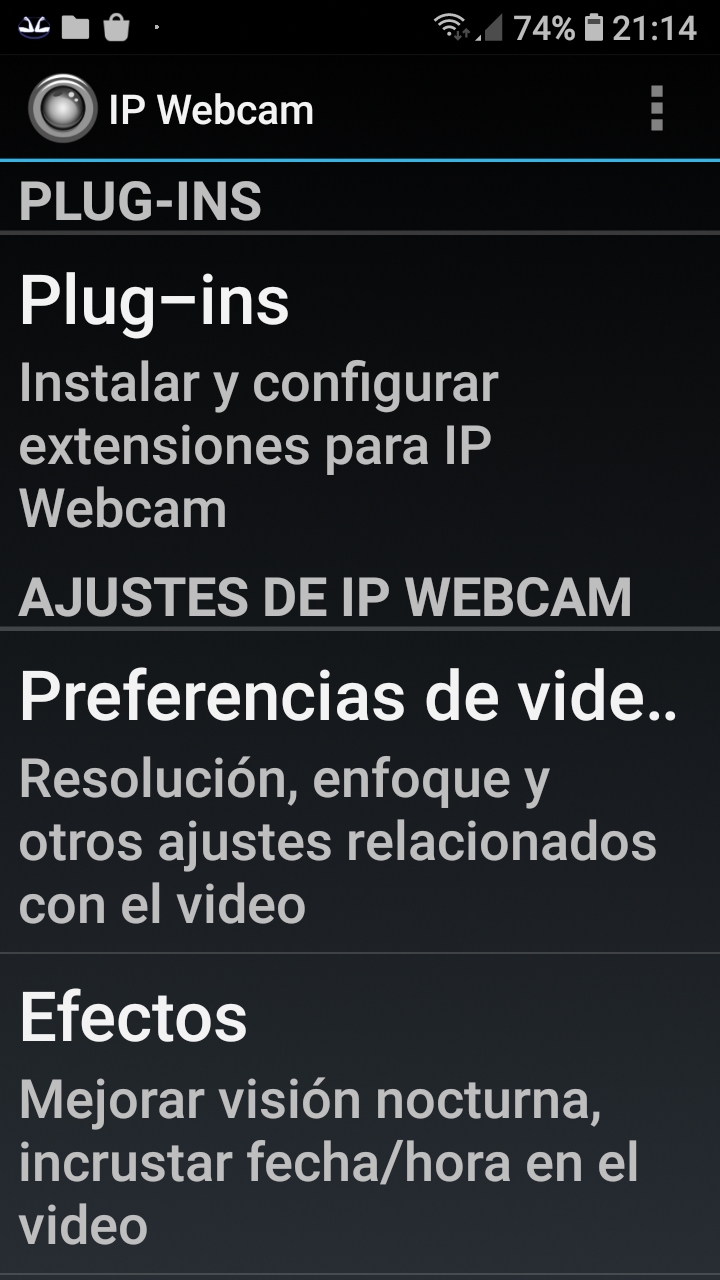 74% 21:14
IP Webcam
PLUG-INS
Plug–ins
Instalar y configurar
extensiones para IP
Webcam
AJUSTES DE IP WEBCAM
Preferencias de vide..
Resolución, enfoque y
otros ajustes relacionados
con el video
Efectos
Mejorar visión nocturna,
incrustar fecha/hora en el
video